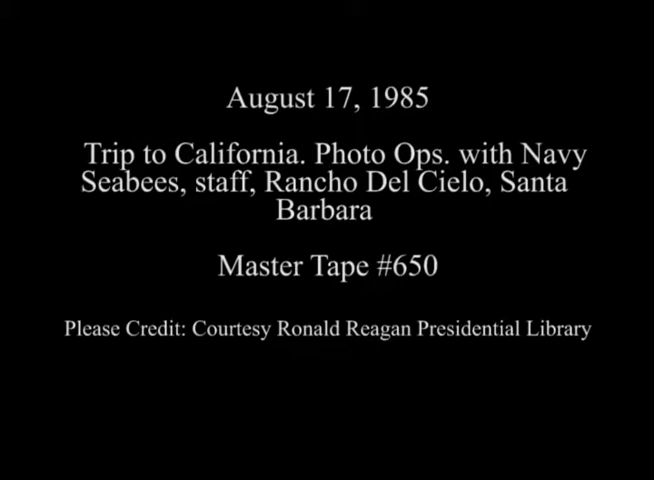 August 17, 1985
Trip to California. Photo Ops. with Navy
Seabees, staff, Rancho Del Cielo, Santa
Barbara
Master Tape #650
Please Credit: Courtesy Ronald Reagan Presidential Library